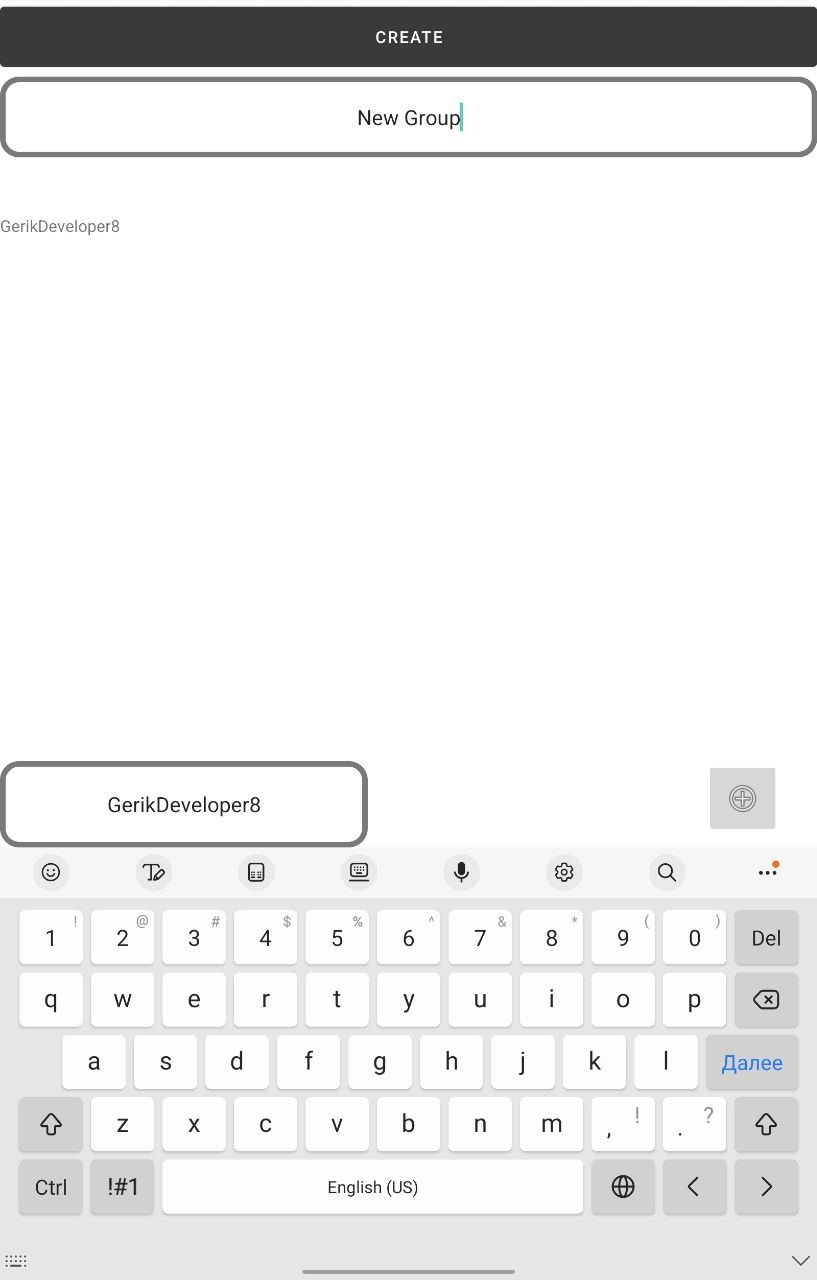 CREATE
New Group
GerikDeveloper8
GerikDeveloper8
1 ! 2 @ 3 # 4 $ 5 % 6 ^ 7 & 8 * 9 ( 0 ) Del
q w e r t y u i o p
a s d f g h j k l Далее
z x c v b n m , ! . ?
Ctrl !#1 English (US) < >